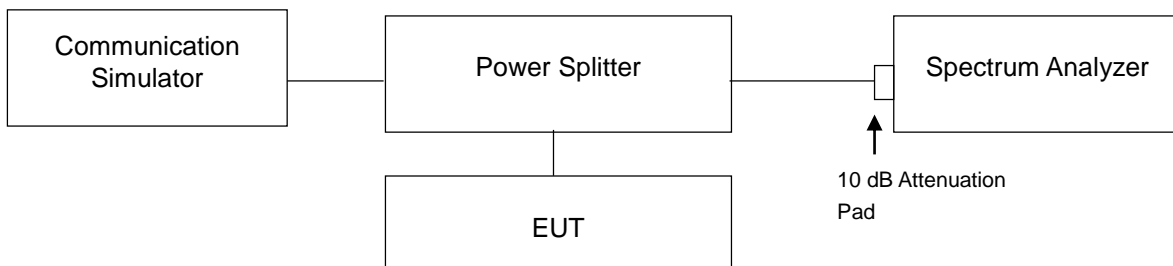 Communication
Simulator
Power Splitter
Spectrum Analyzer
10 dB Attenuation
Pad
EUT